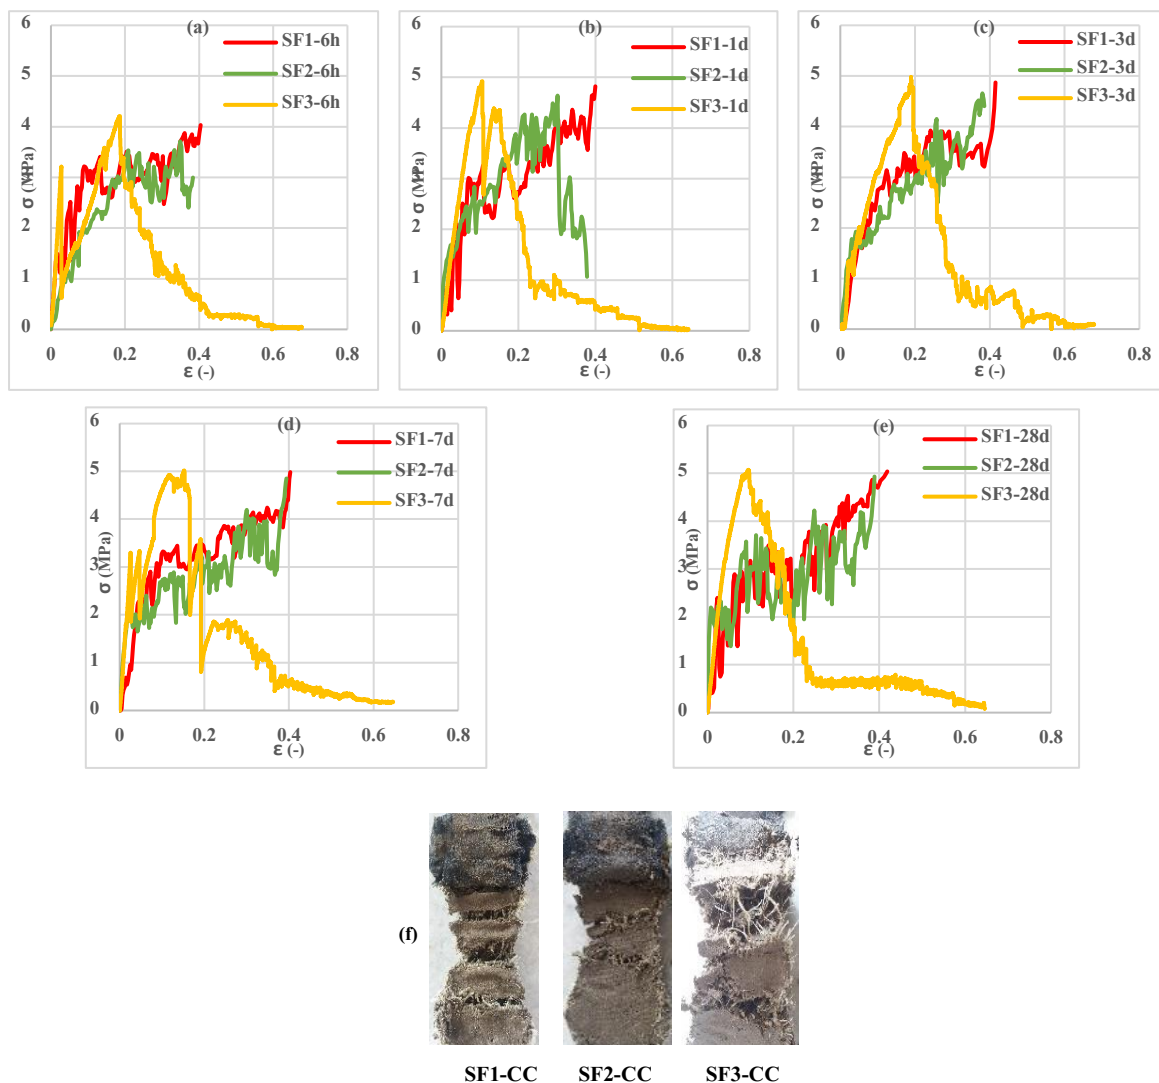 (a)
SF1-6h
SF2-6h
SF3-6h
6
5
4
3
2
1
0
σ (MPa)
0 0.2 0.4 0.6 0.8
ε (-)
(b)
SF1-1d
SF2-1d
SF3-1d
6
5
4
3
2
1
0
σ (MPa)
0 0.2 0.4 0.6 0.8
ε (-)
(c)
SF1-3d
SF2-3d
SF3-3d
6
5
4
3
2
1
0
σ (MPa)
0 0.2 0.4 0.6 0.8
ε (-)
(d)
SF1-7d
SF2-7d
SF3-7d
6
5
4
3
2
1
0
σ (MPa)
0 0.2 0.4 0.6 0.8
ε (-)
(e)
SF1-28d
SF2-28d
SF3-28d
6
5
4
3
2
1
0
σ (MPa)
0 0.2 0.4 0.6 0.8
ε (-)
(f)
SF1-CC SF2-CC SF3-CC